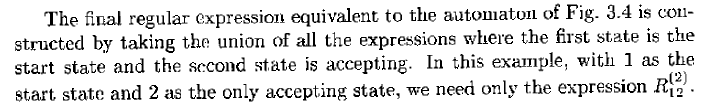 The final regular expression equivalent to the automaton of Fig. 3.4 is con-
structed by taking the union of all the expressions where the first state is the
start state and the second state is accepting. In this example, with 1 as the
start state and 2 as the only accepting state, we need only the expression R₁₂⁽²⁾.